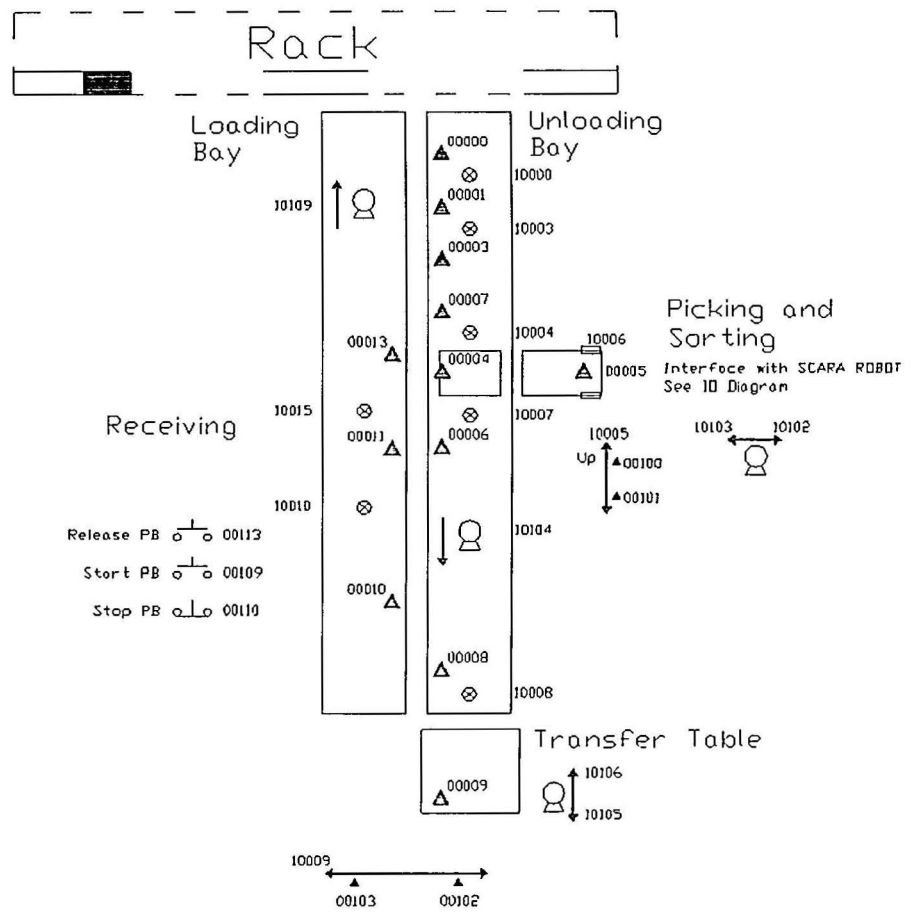 Rack
Loading
Bay
Unloading
Bay
00000
10000
00001
10109
10003
00003
00007
10004
Picking and
Sorting
10006
00013
00004
00005
Interface with SCARA ROBOT
See IO Diagram
10015
10007
Receiving
00011
00006
10005
10103
10102
Up
00100
00101
10010
10104
Release PB
00113
Start PB
00109
Stop PB
00110
00010
00008
10008
Transfer Table
00009
10106
10105
10009
00103
00102